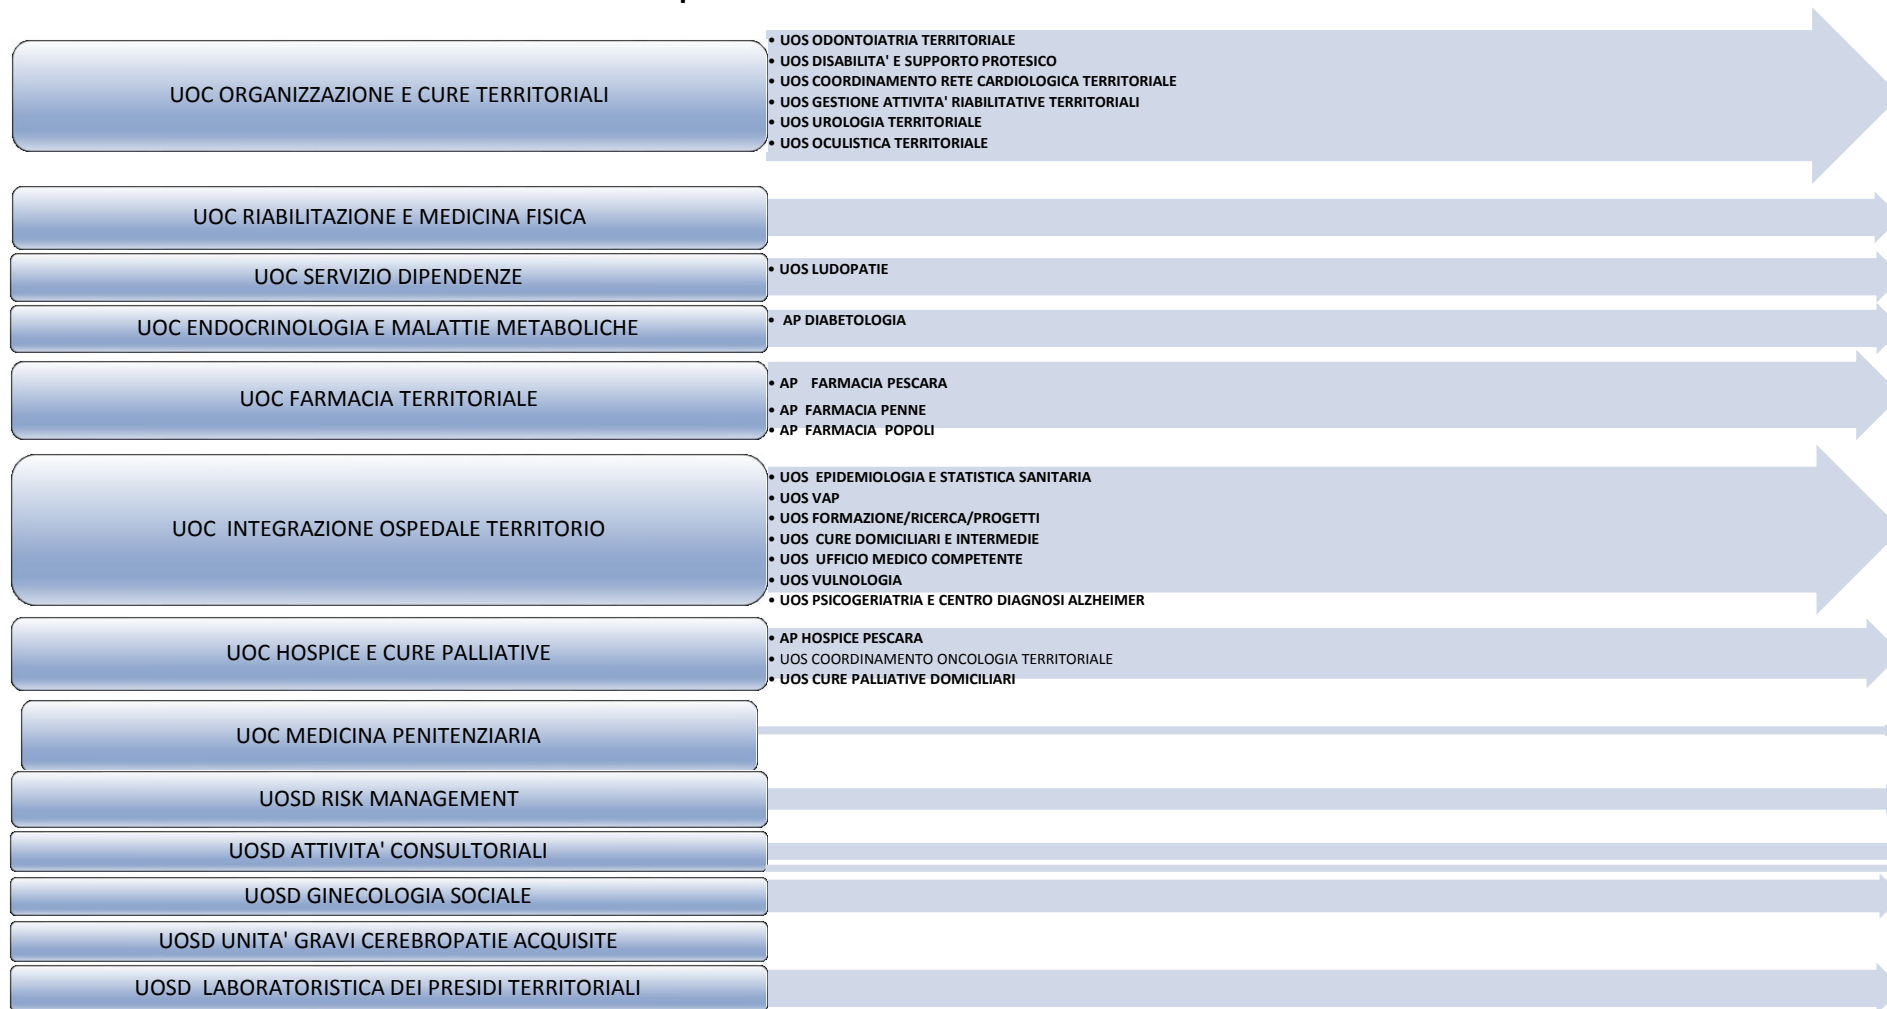 UOC ORGANIZZAZIONE E CURE TERRITORIALI
• UOS ODONTOIATRIA TERRITORIALE
• UOS DISABILITA' E SUPPORTO PROTESICO
• UOS COORDINAMENTO RETE CARDIOLOGICA TERRITORIALE
• UOS GESTIONE ATTIVITA' RIABILITATIVE TERRITORIALI
• UOS UROLOGIA TERRITORIALE
• UOS OCULISTICA TERRITORIALE
UOC RIABILITAZIONE E MEDICINA FISICA
UOC SERVIZIO DIPENDENZE
• UOS LUDOPATIE
UOC ENDOCRINOLOGIA E MALATTIE METABOLICHE
• AP DIABETOLOGIA
UOC FARMACIA TERRITORIALE
• AP FARMACIA PESCARA
• AP FARMACIA PENNE
• AP FARMACIA POPOLI
UOC INTEGRAZIONE OSPEDALE TERRITORIO
• UOS EPIDEMIOLOGIA E STATISTICA SANITARIA
• UOS VAP
• UOS FORMAZIONE/RICERCA/PROGETTI
• UOS CURE DOMICILIARI E INTERMEDIE
• UOS UFFICIO MEDICO COMPETENTE
• UOS VULNOLOGIA
• UOS PSICOGERIATRIA E CENTRO DIAGNOSI ALZHEIMER
UOC HOSPICE E CURE PALLIATIVE
• AP HOSPICE PESCARA
• UOS COORDINAMENTO ONCOLOGIA TERRITORIALE
• UOS CURE PALLIATIVE DOMICILIARI
UOC MEDICINA PENITENZIARIA
UOSD RISK MANAGEMENT
UOSD ATTIVITA' CONSULTORIALI
UOSD GINECOLOGIA SOCIALE
UOSD UNITA' GRAVI CEREBROPATIE ACQUISITE
UOSD LABORATORISTICA DEI PRESIDI TERRITORIALI